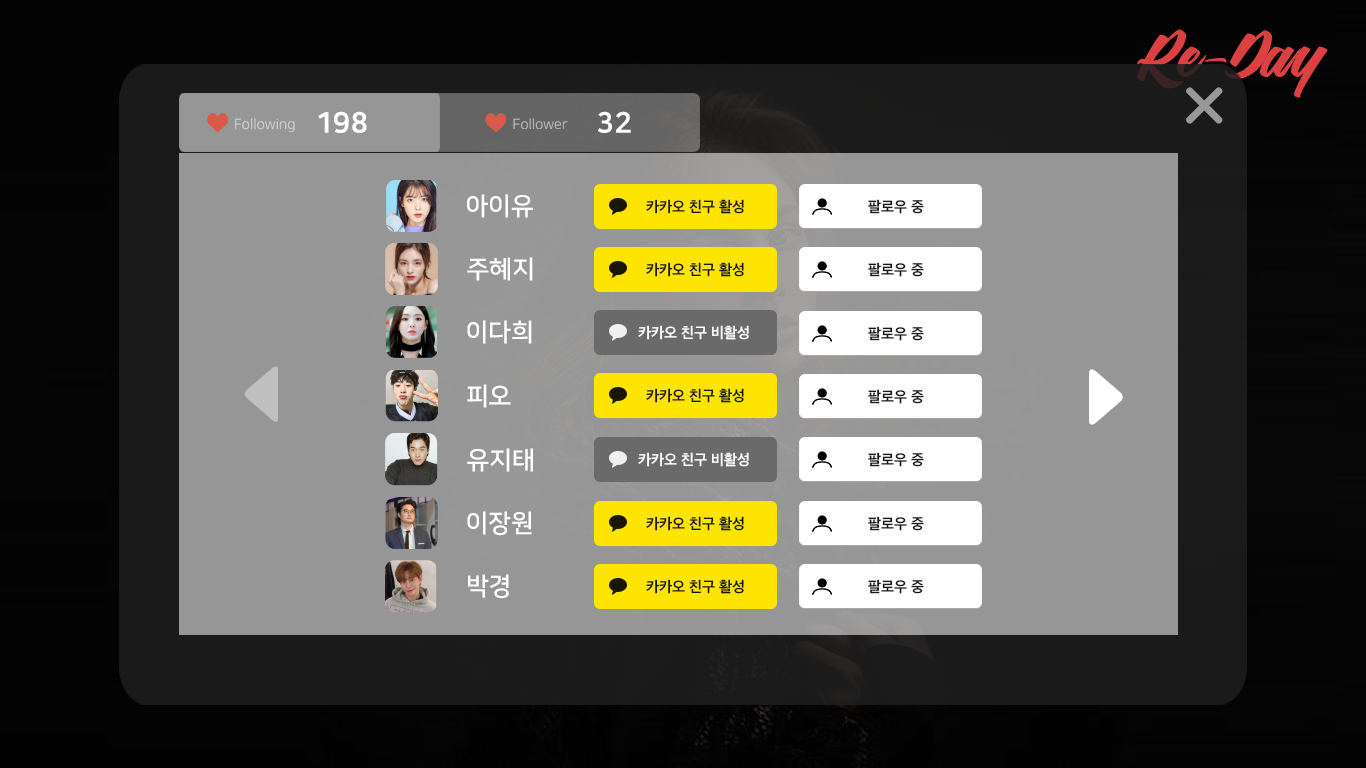 Re-Day
Following 198
Follower 32
아이유 카카오 친구 활성 팔로우 중
주혜지 카카오 친구 활성 팔로우 중
이다희 카카오 친구 비활성 팔로우 중
피오 카카오 친구 활성 팔로우 중
유지태 카카오 친구 비활성 팔로우 중
이장원 카카오 친구 활성 팔로우 중
박경 카카오 친구 활성 팔로우 중